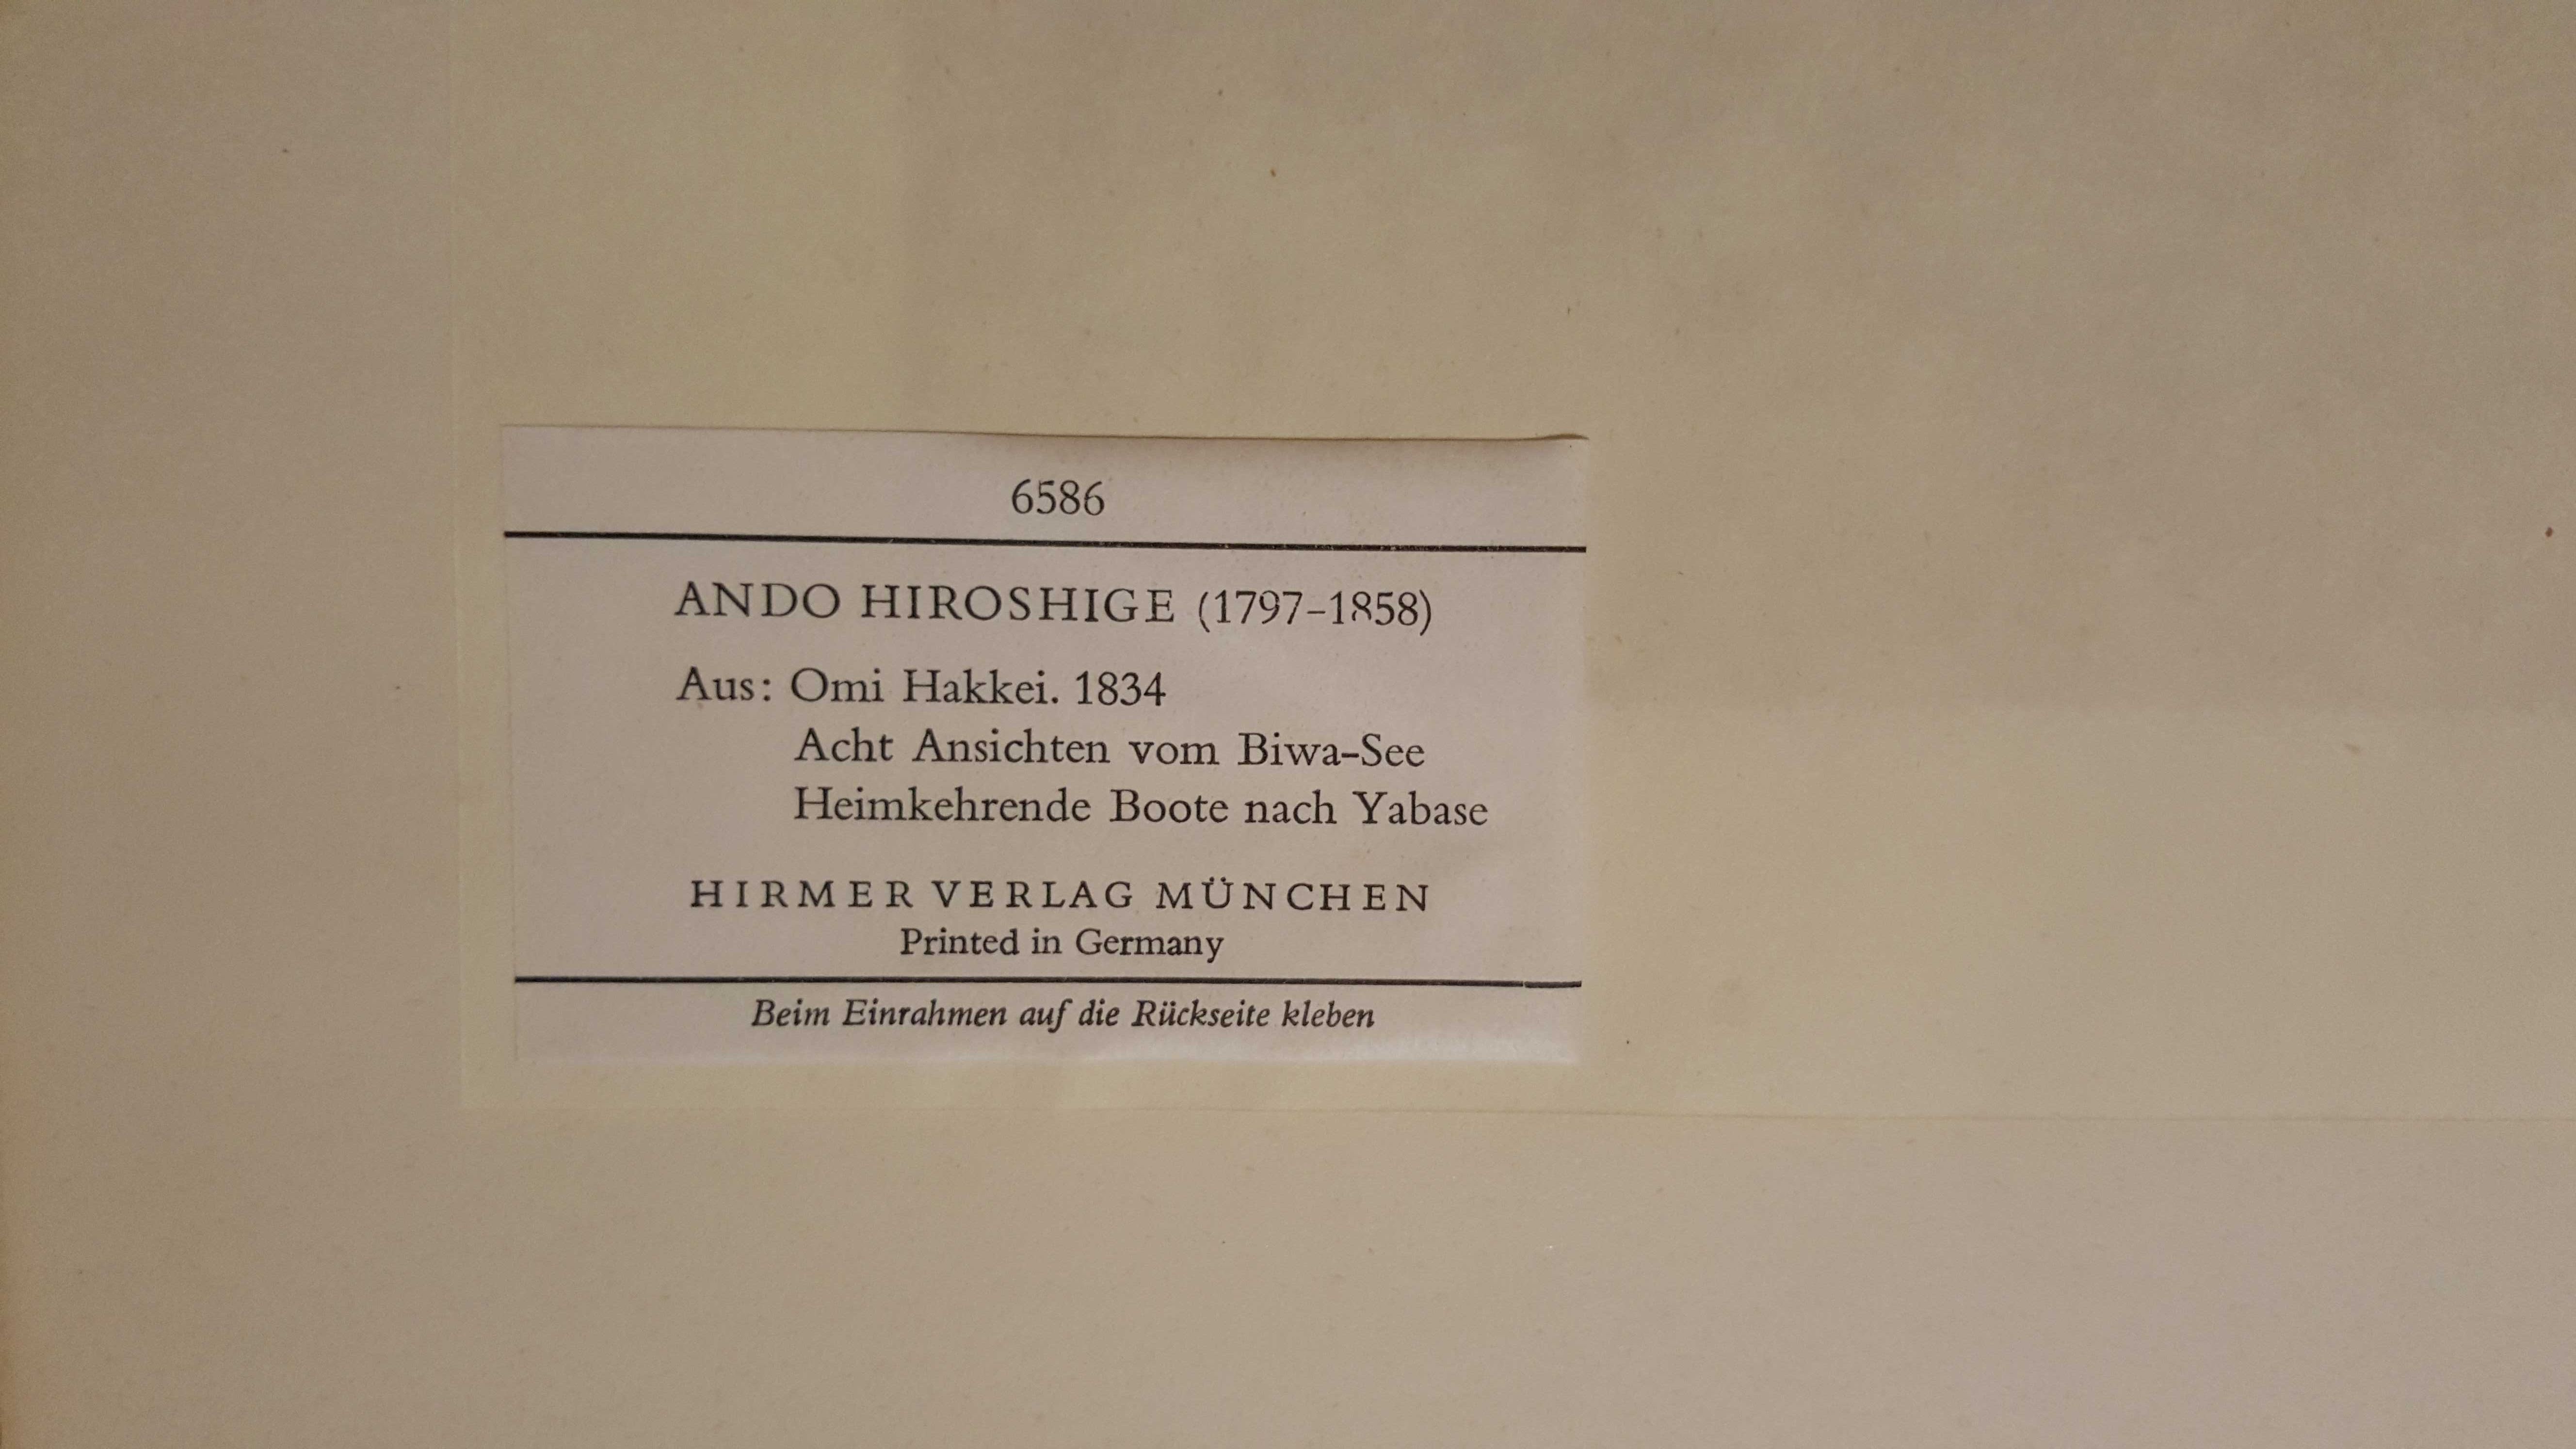 6586
ANDO HIROSHIGE (1797–1858)
Aus: Omi Hakkei. 1834
Acht Ansichten vom Biwa-See
Heimkehrende Boote nach Yabase
HIRMER VERLAG MÜNCHEN
Printed in Germany
Beim Einrahmen auf die Rückseite kleben